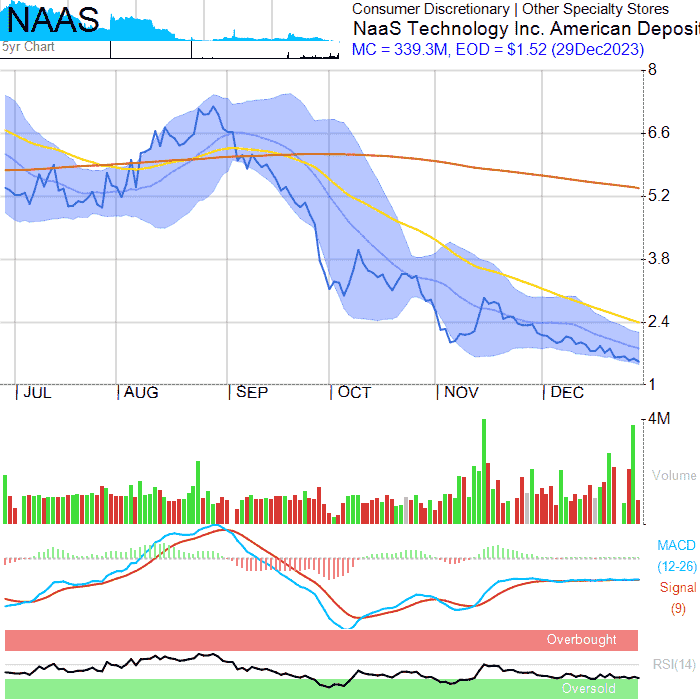 NAAS
5yr Chart
Consumer Discretionary | Other Specialty Stores
NaaS Technology Inc. American Deposi
MC = 339.3M, EOD = $1.52 (29Dec2023)
8
6.6
5.2
3.8
2.4
1
JUL AUG SEP OCT NOV DEC
4M
Volume
MACD
(12-26)
Signal
(9)
Overbought
RSI(14)
Oversold